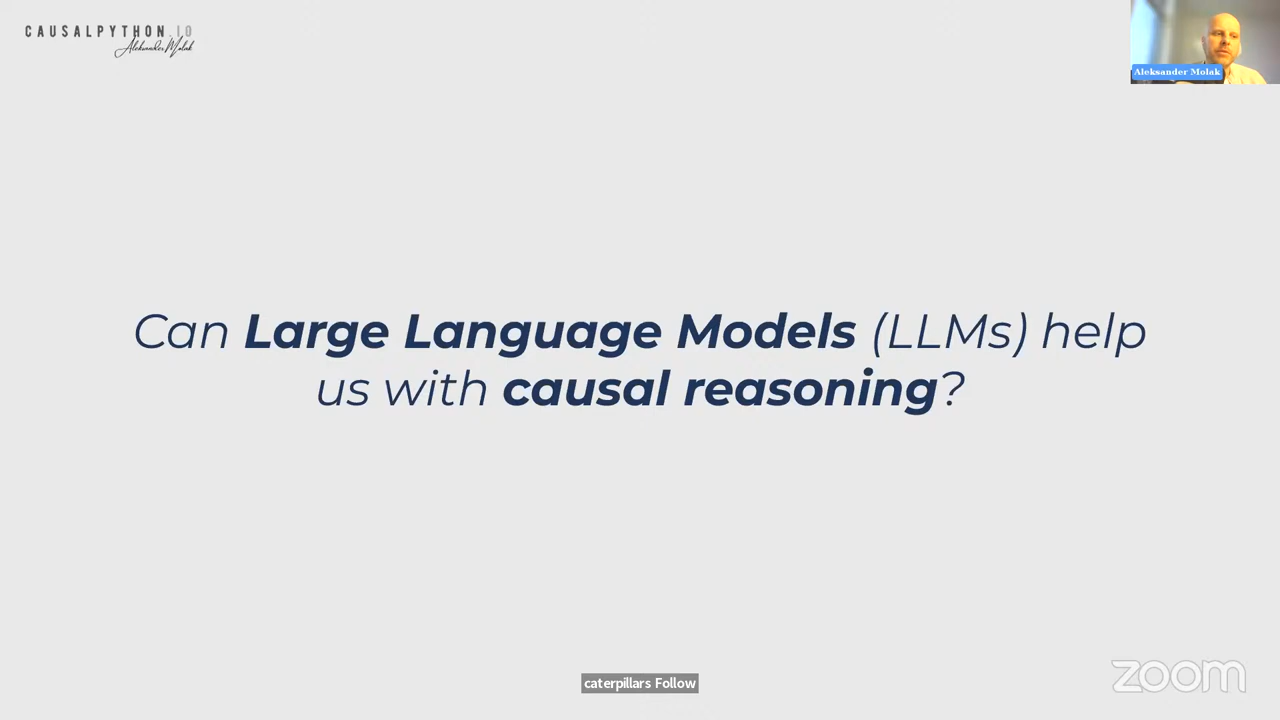 CAUSALPYTHON.IO
Aleksander Molak
Aleksander Molak
Can Large Language Models (LLMs) help
us with causal reasoning?
caterpillars Follow
zoom